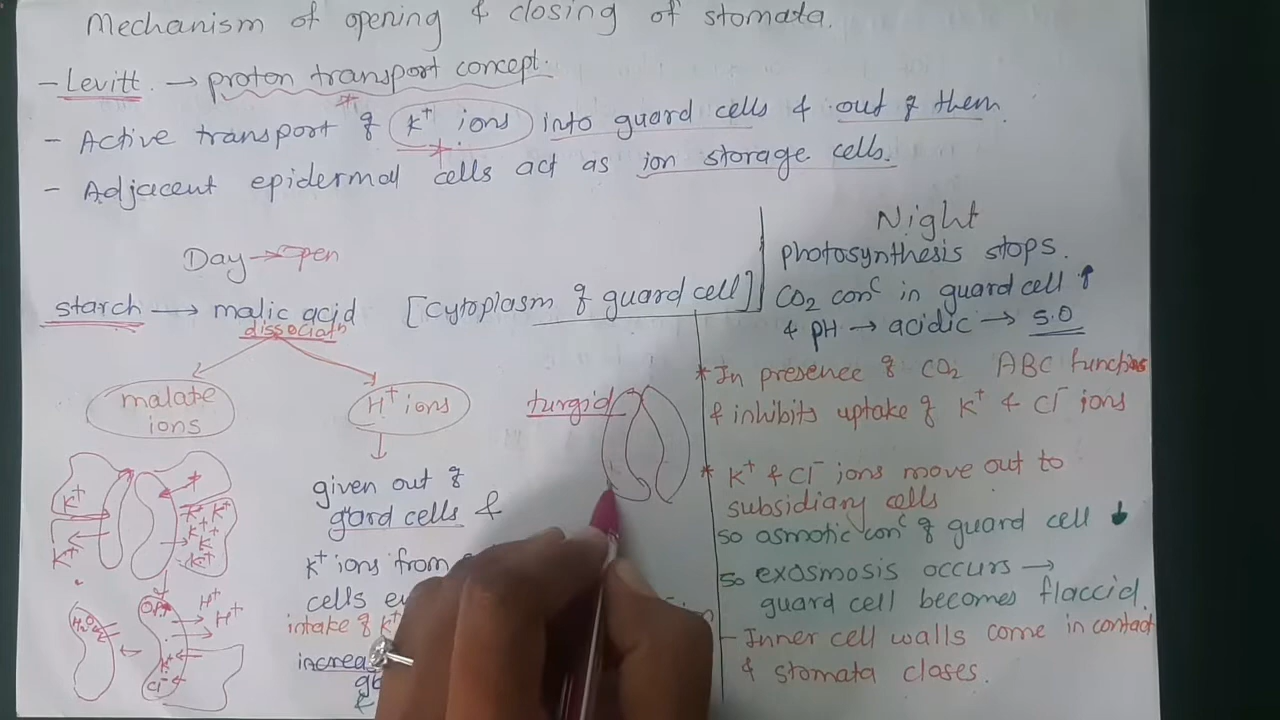 Mechanism of opening & closing of stomata.
- Levitt. → proton transport concept.
- Active transport of K+ ions into guard cells & out of them.
- Adjacent epidermal cells act as ion storage cells.
Day → Open
starch → malic acid [cytoplasm of guard cell]
dissociatn
malate
ions
H+ ions
given out of
gard cells &
K+ ions from
cells
intake of K+
increa
turgid
K+
K+
K+ K+
K+
K+
K+
H+
H+
K+
Cl-
Night
photosynthesis stops.
CO2 conc in guard cell ↑
& pH → acidic → 5.0
* In presence of CO2 ABC functions
& inhibits uptake of K+ & Cl- ions
* K+ & Cl- ions move out to
subsidiary cells
so osmotic conc of guard cell ↓
so exosmosis occurs →
guard cell becomes flaccid.
- Inner cell walls come in contact
& stomata closes.